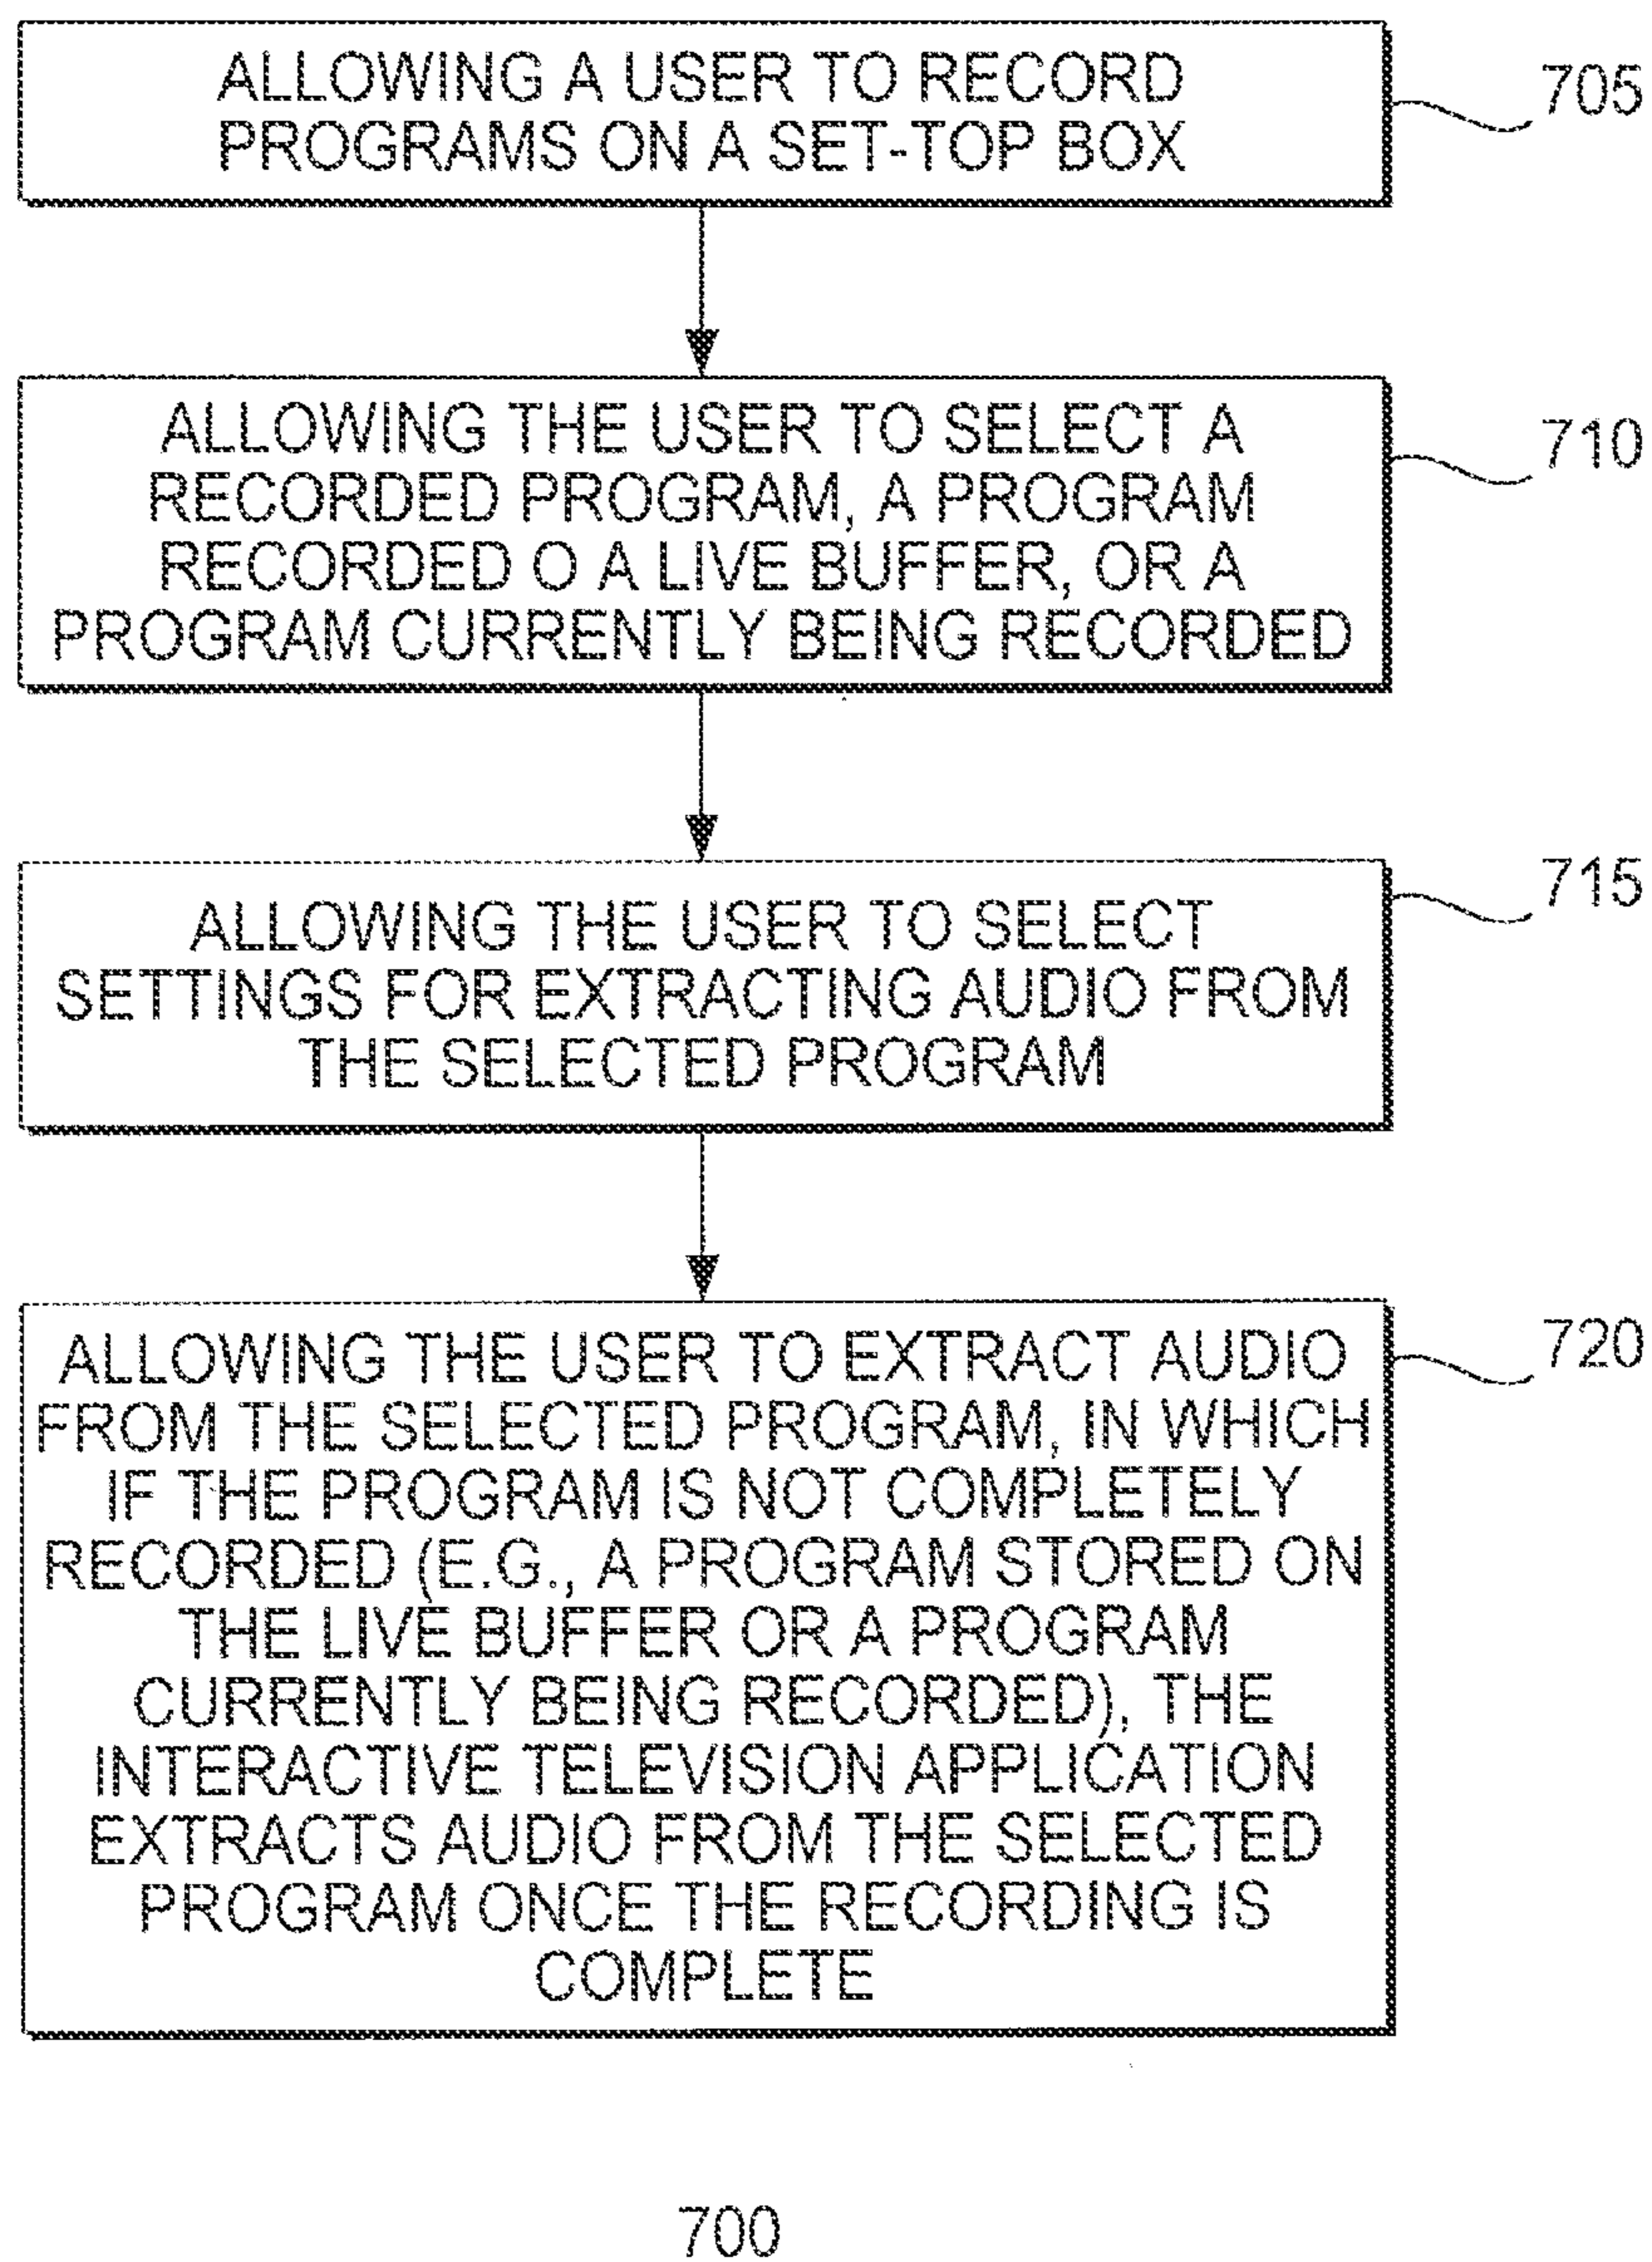 ALLOWING A USER TO RECORD
PROGRAMS ON A SET-TOP BOX
705
ALLOWING THE USER TO SELECT A
RECORDED PROGRAM, A PROGRAM
RECORDED O A LIVE BUFFER, OR A
PROGRAM CURRENTLY BEING RECORDED
710
ALLOWING THE USER TO SELECT
SETTINGS FOR EXTRACTING AUDIO FROM
THE SELECTED PROGRAM
715
ALLOWING THE USER TO EXTRACT AUDIO
FROM THE SELECTED PROGRAM, IN WHICH
IF THE PROGRAM IS NOT COMPLETELY
RECORDED (E.G., A PROGRAM STORED ON
THE LIVE BUFFER OR A PROGRAM
CURRENTLY BEING RECORDED), THE
INTERACTIVE TELEVISION APPLICATION
EXTRACTS AUDIO FROM THE SELECTED
PROGRAM ONCE THE RECORDING IS
COMPLETE
720
700